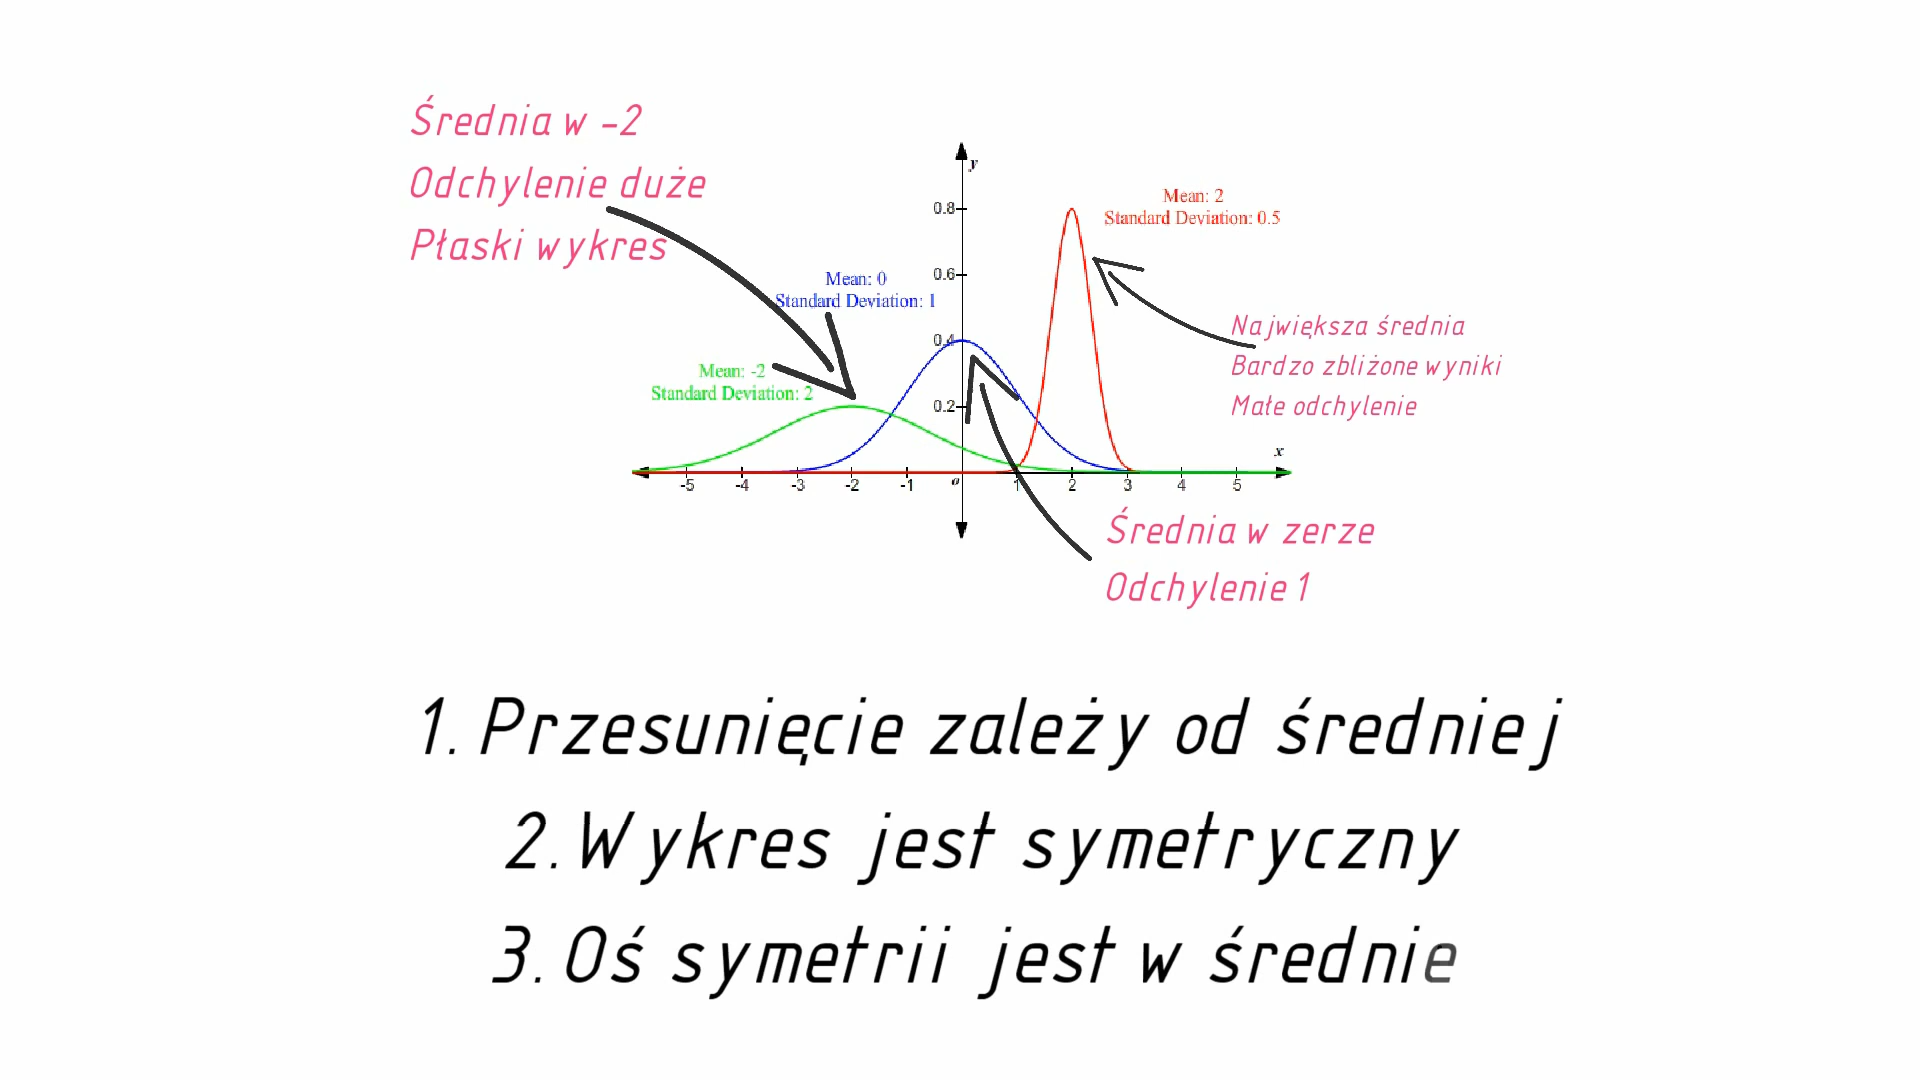 Średnia w -2
Odchylenie duże
Płaski wykres
y
0.8
0.6
0.4
0.2
Mean: 2
Standard Deviation: 0.5
Mean: 0
Standard Deviation: 1
Mean: -2
Standard Deviation: 2
Największa średnia
Bardzo zbliżone wyniki
Małe odchylenie
x
-5 -4 -3 -2 -1 o 1 2 3 4 5
Średnia w zerze
Odchylenie 1
1. Przesunięcie zależy od średniej
2. Wykres jest symetryczny
3. Oś symetrii jest w średnie